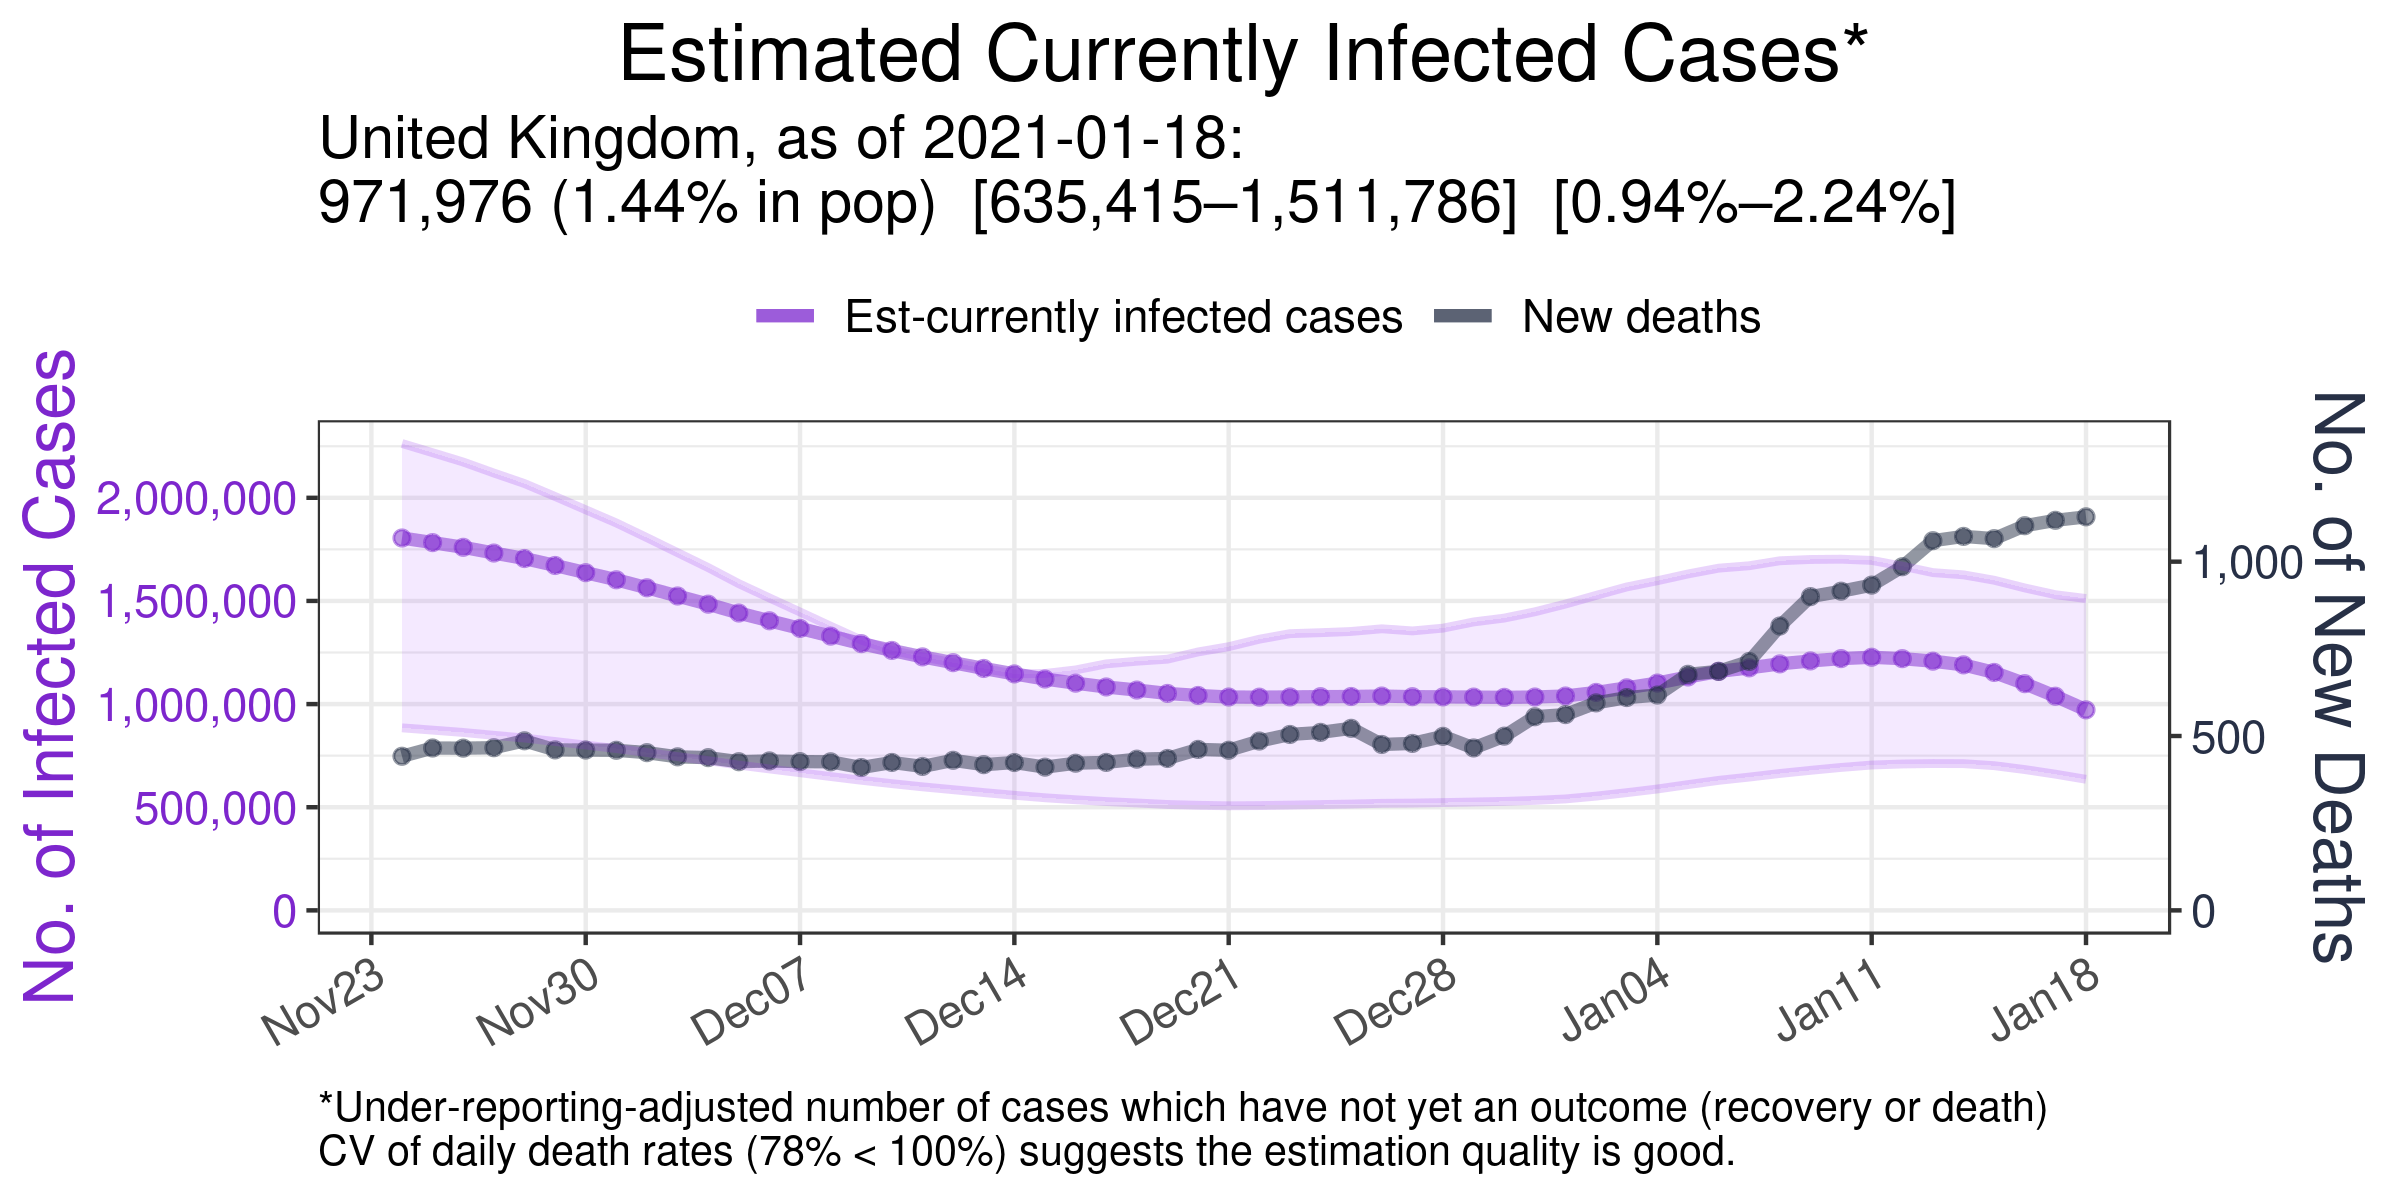 Estimated Currently Infected Cases*
United Kingdom, as of 2021-01-18:
971,976 (1.44% in pop)  [635,415–1,511,786]  [0.94%–2.24%]
Est-currently infected cases
New deaths
No. of Infected Cases
2,000,000
1,500,000
1,000,000
500,000
0
1,000
500
0
No. of New Deaths
Nov23
Nov30
Dec07
Dec14
Dec21
Dec28
Jan04
Jan11
Jan18
*Under-reporting-adjusted number of cases which have not yet an outcome (recovery or death)
CV of daily death rates (78% < 100%) suggests the estimation quality is good.